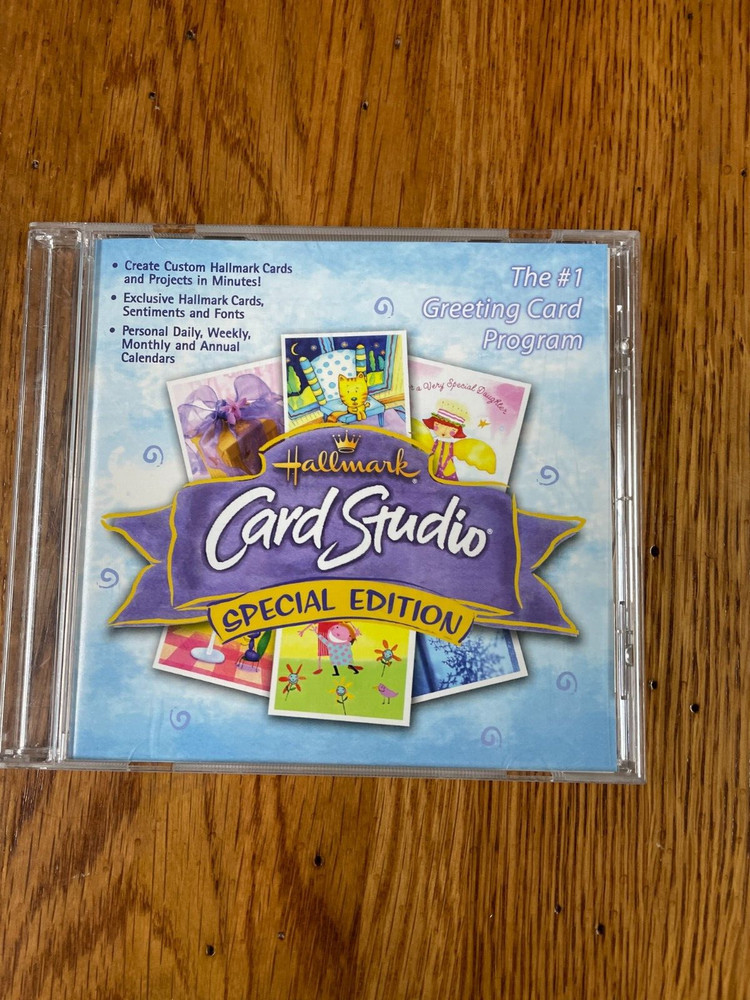 • Create Custom Hallmark Cards
and Projects in Minutes!
• Exclusive Hallmark Cards,
Sentiments and Fonts
• Personal Daily, Weekly,
Monthly and Annual
Calendars
The #1
Greeting Card
Program
a Very Special Daughter
Hallmark®
Card Studio®
SPECIAL EDITION